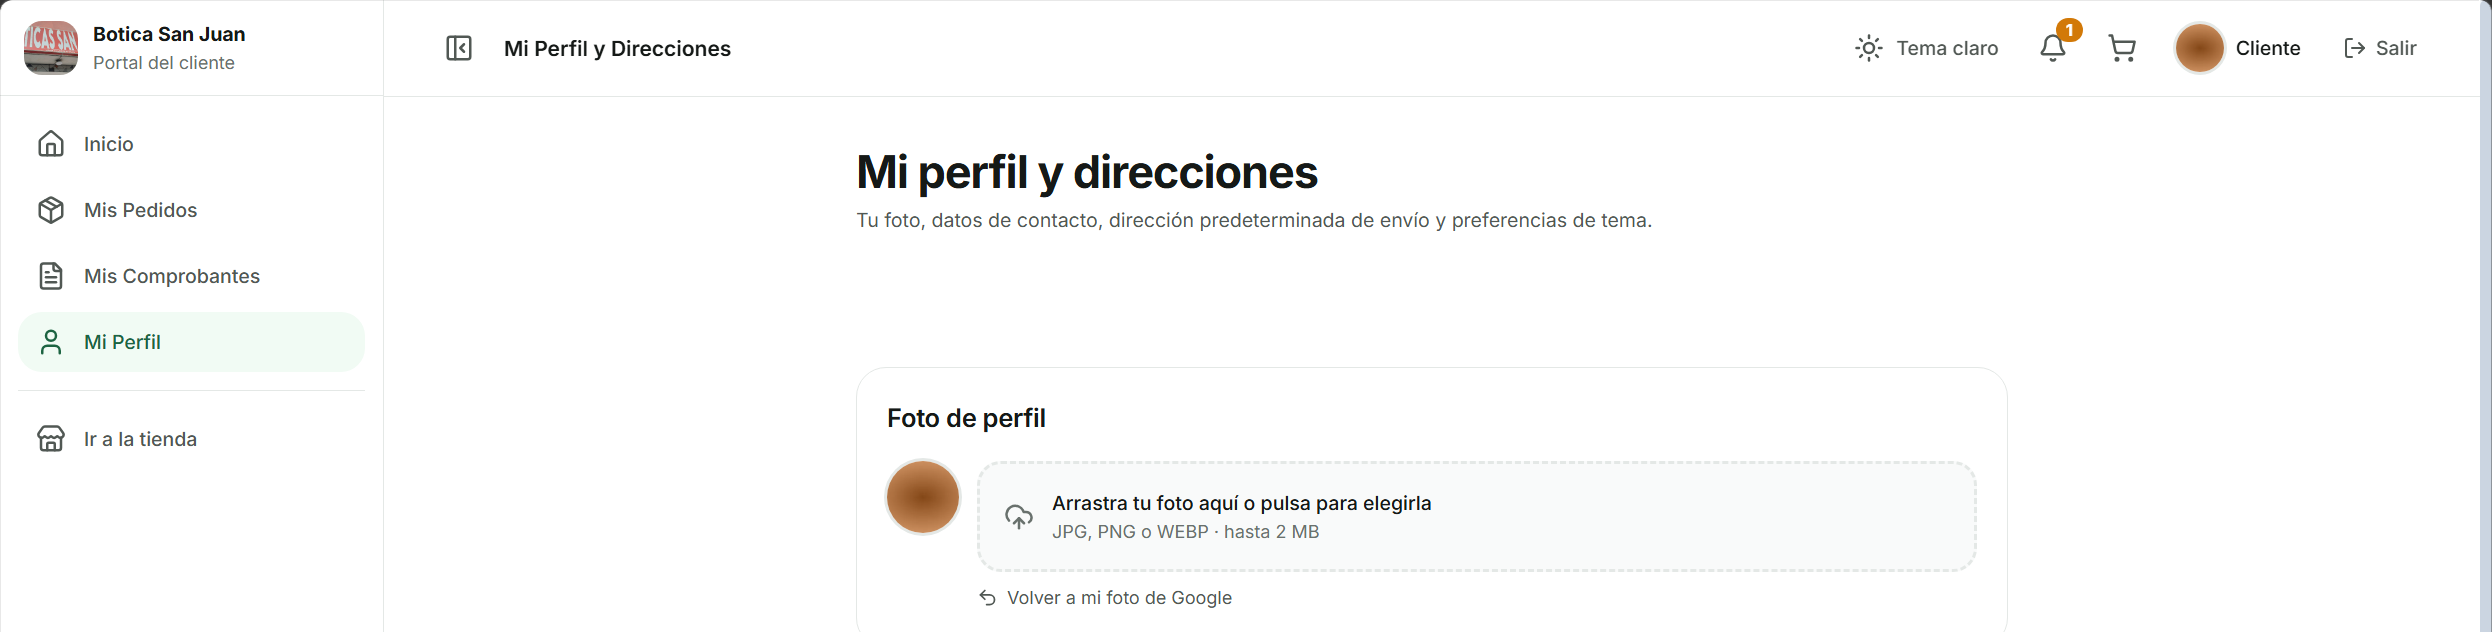 Botica San Juan
Portal del cliente
Inicio
Mis Pedidos
Mis Comprobantes
Mi Perfil
Ir a la tienda
Mi Perfil y Direcciones
Tema claro
1
Cliente
Salir
Mi perfil y direcciones
Tu foto, datos de contacto, dirección predeterminada de envío y preferencias de tema.
Foto de perfil
Arrastra tu foto aquí o pulsa para elegirla
JPG, PNG o WEBP · hasta 2 MB
Volver a mi foto de Google